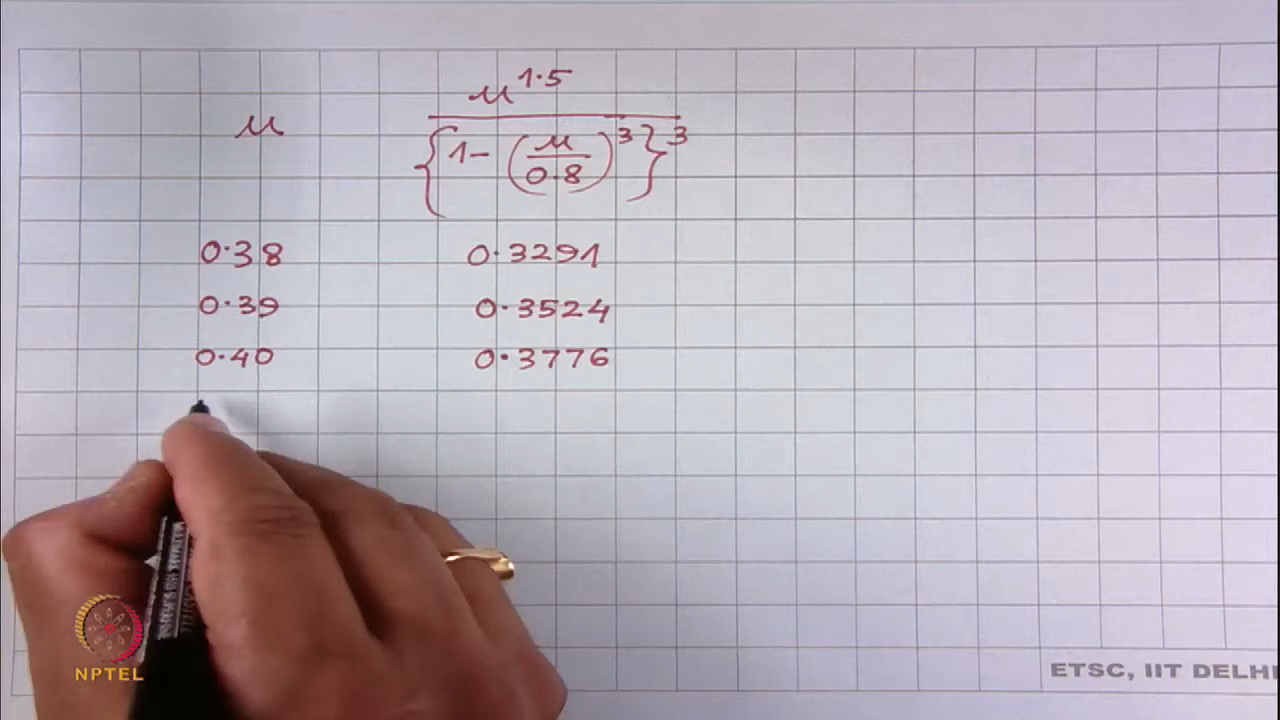 μ
μ^1.5 / {1 - (μ/0.8)^3}^3
0.38 0.3291
0.39 0.3524
0.40 0.3776
NPTEL
ETSC, IIT DELHI